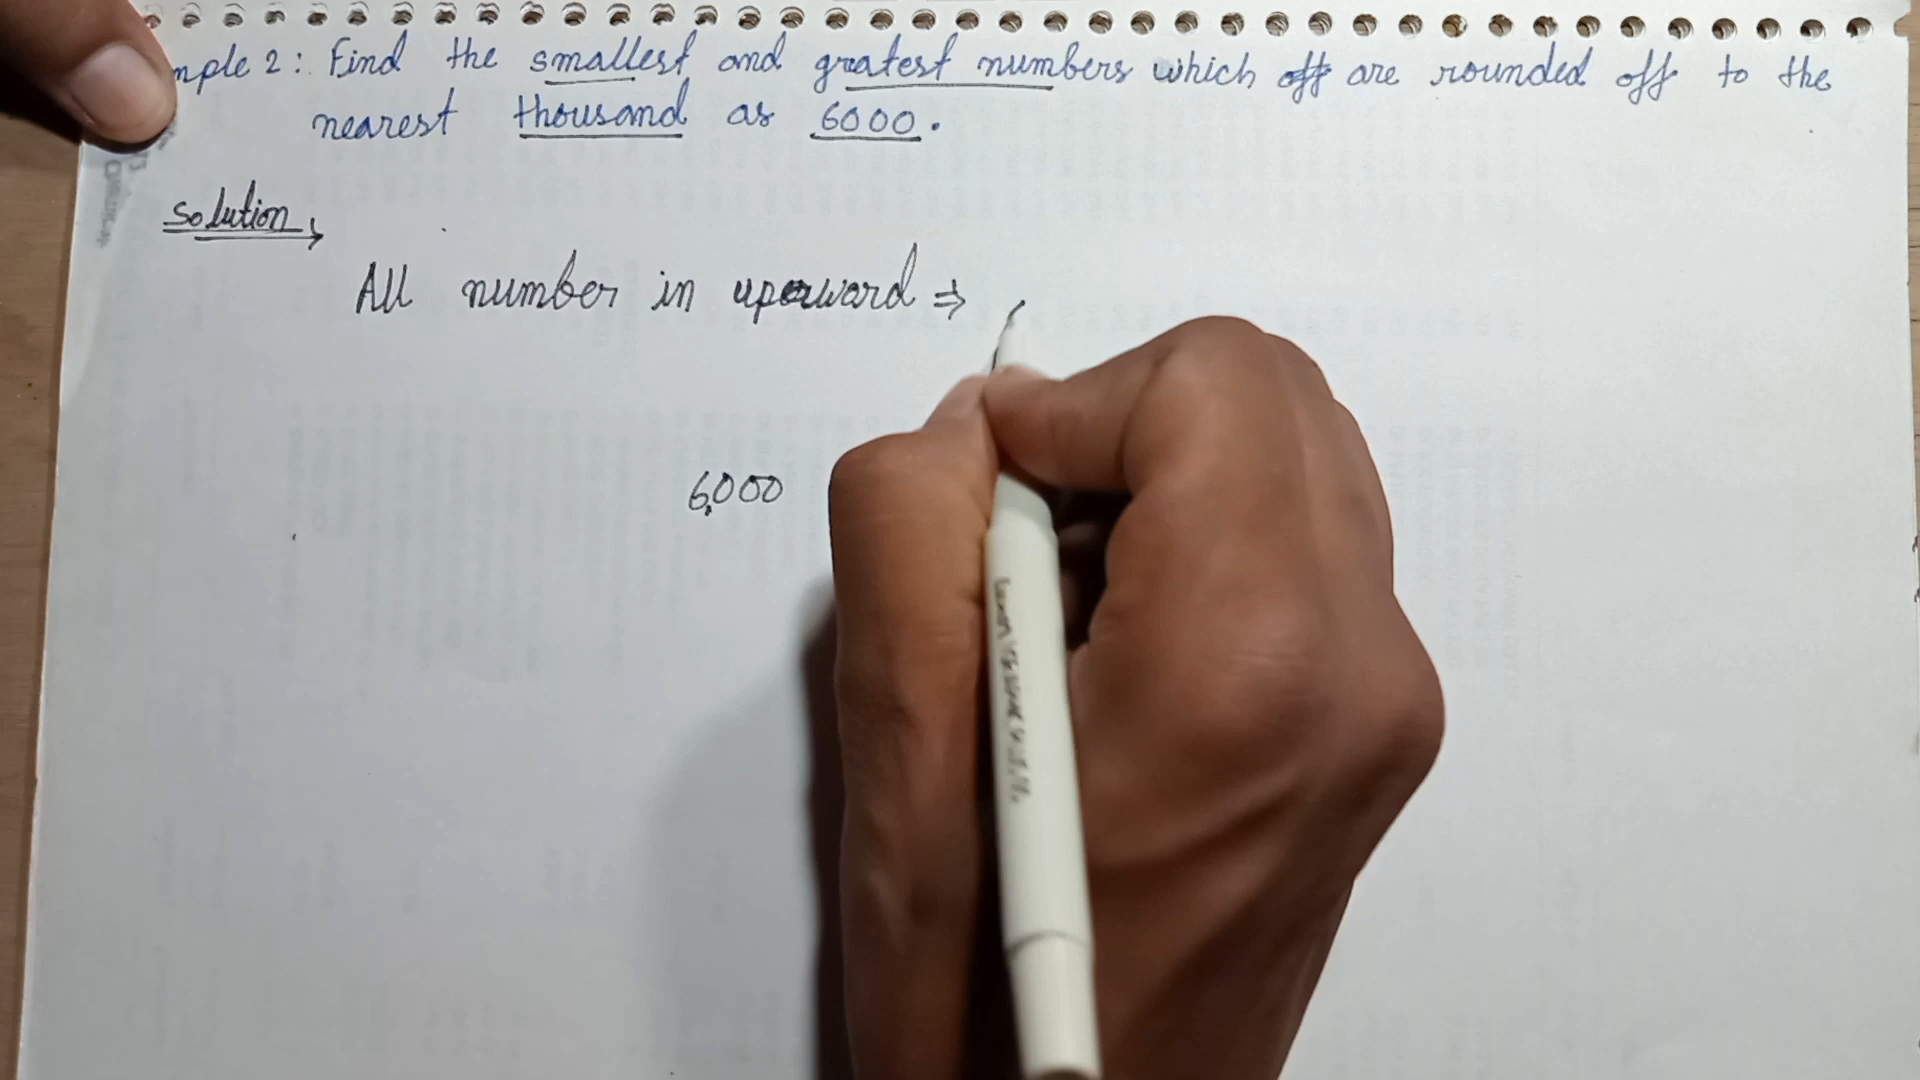 mple 2: Find the smallest and greatest numbers which off are rounded off to the
nearest thousand as 6000.
Solution
All number in uperward ⇒
6,000